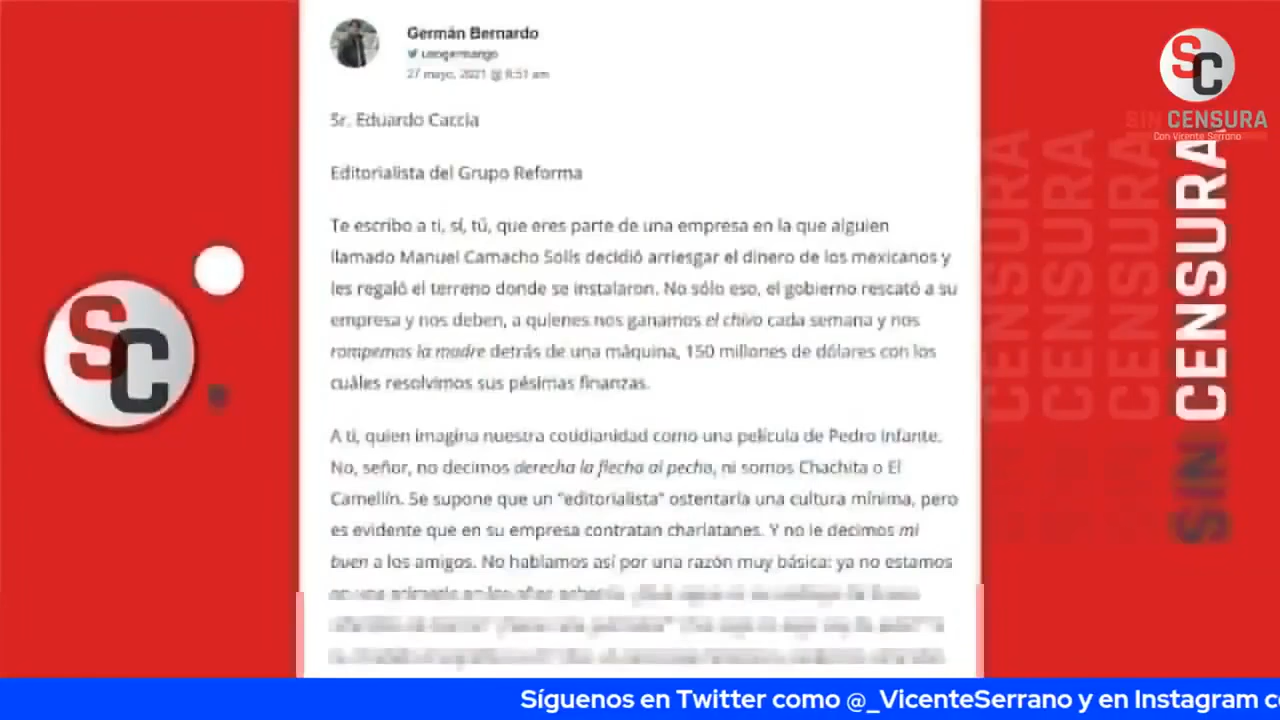 Germán Bernardo
27 mayo, 2021 @ 8:51 am
Sr. Eduardo Caccia
Editorialista del Grupo Reforma
Te escribo a ti, sí, tú, que eres parte de una empresa en la que alguien
llamado Manuel Camacho Solís decidió arriesgar el dinero de los mexicanos y
les regaló el terreno donde se instalaron. No sólo eso, el gobierno rescató a su
empresa y nos deben, a quienes nos ganamos el chivo cada semana y nos
rompemos la madre detrás de una máquina, 150 millones de dólares con los
cuáles resolvimos sus pésimas finanzas.
A ti, quien imagina nuestra cotidianidad como una película de Pedro Infante.
No, señor, no decimos derecha la flecha al pecho, ni somos Chachita o El
Camellín. Se supone que un "editorialista" ostentaría una cultura mínima, pero
es evidente que en su empresa contratan charlatanes. Y no le decimos mi
buen a los amigos. No hablamos así por una razón muy básica: ya no estamos
SC
SIN CENSURA
Con Vicente Serrano
SC
SIN CENSURA
CENSURA
CENSURA
CENSURA
Síguenos en Twitter como @_VicenteSerrano y en Instagram c